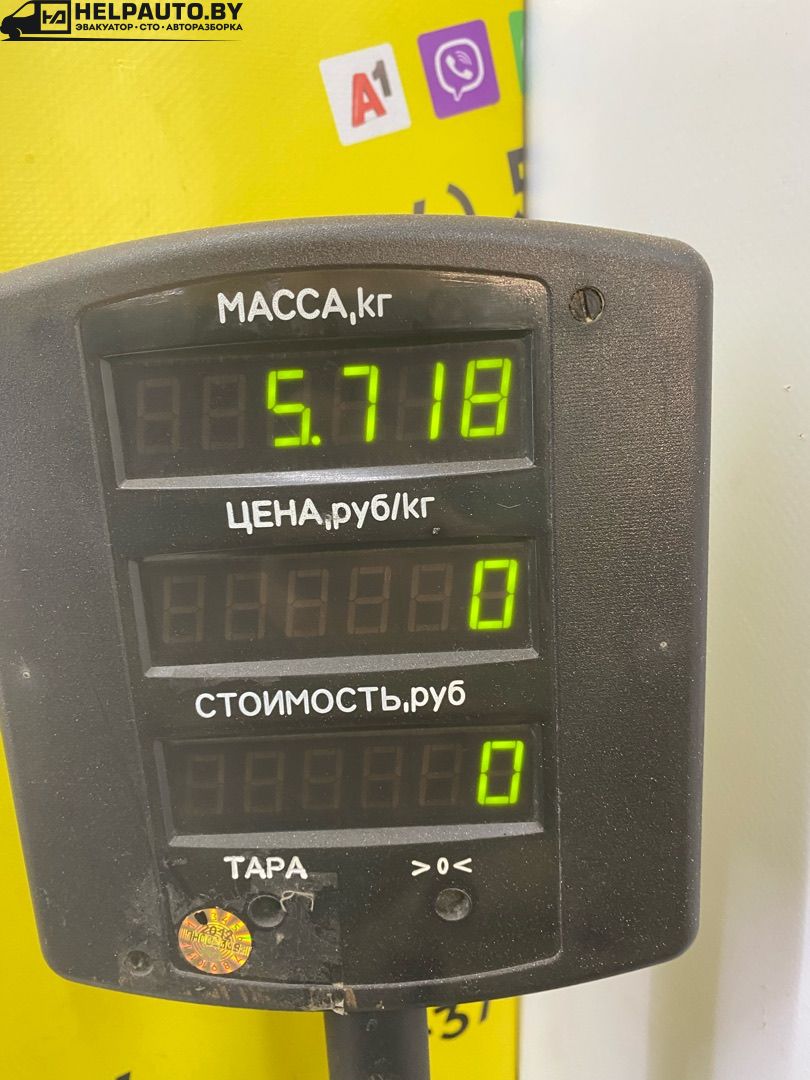 HELPAUTO.BY
ЭВАКУАТОР·СТО·АВТОРАЗБОРКА
A1
МАССА,кг
5.718
ЦЕНА,руб/кг
0
СТОИМОСТЬ,руб
0
ТАРА
>0<